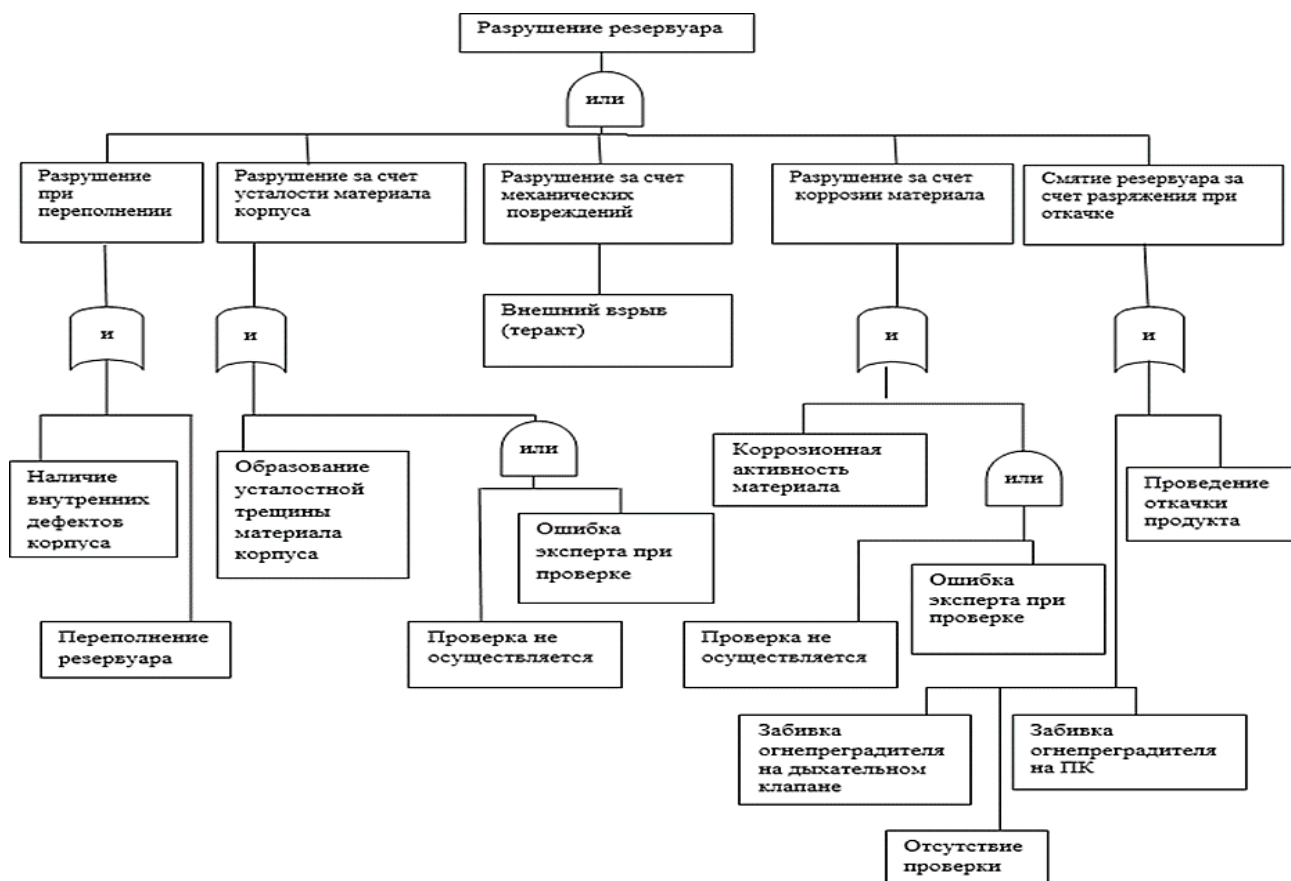 Разрушение резервуара
или
Разрушение
при
переполнении
Разрушение за счет
усталости материала
корпуса
Разрушение за счет
механических
повреждений
Разрушение за счет
коррозии материала
Смятие резервуара за
счет разряжения при
откачке
и
и
Внешний взрыв
(теракт)
и
и
Наличие
внутренних
дефектов
корпуса
Образование
усталостной
трещины
материала
корпуса
или
Коррозионная
активность
материала
или
Проведение
откачки
продукта
Ошибка
эксперта при
проверке
Ошибка
эксперта при
проверке
Переполнение
резервуара
Проверка не
осуществляется
Проверка не
осуществляется
Забивка
огнепреградителя
на дыхательном
клапане
Забивка
огнепреградителя
на ПК
Отсутствие
проверки